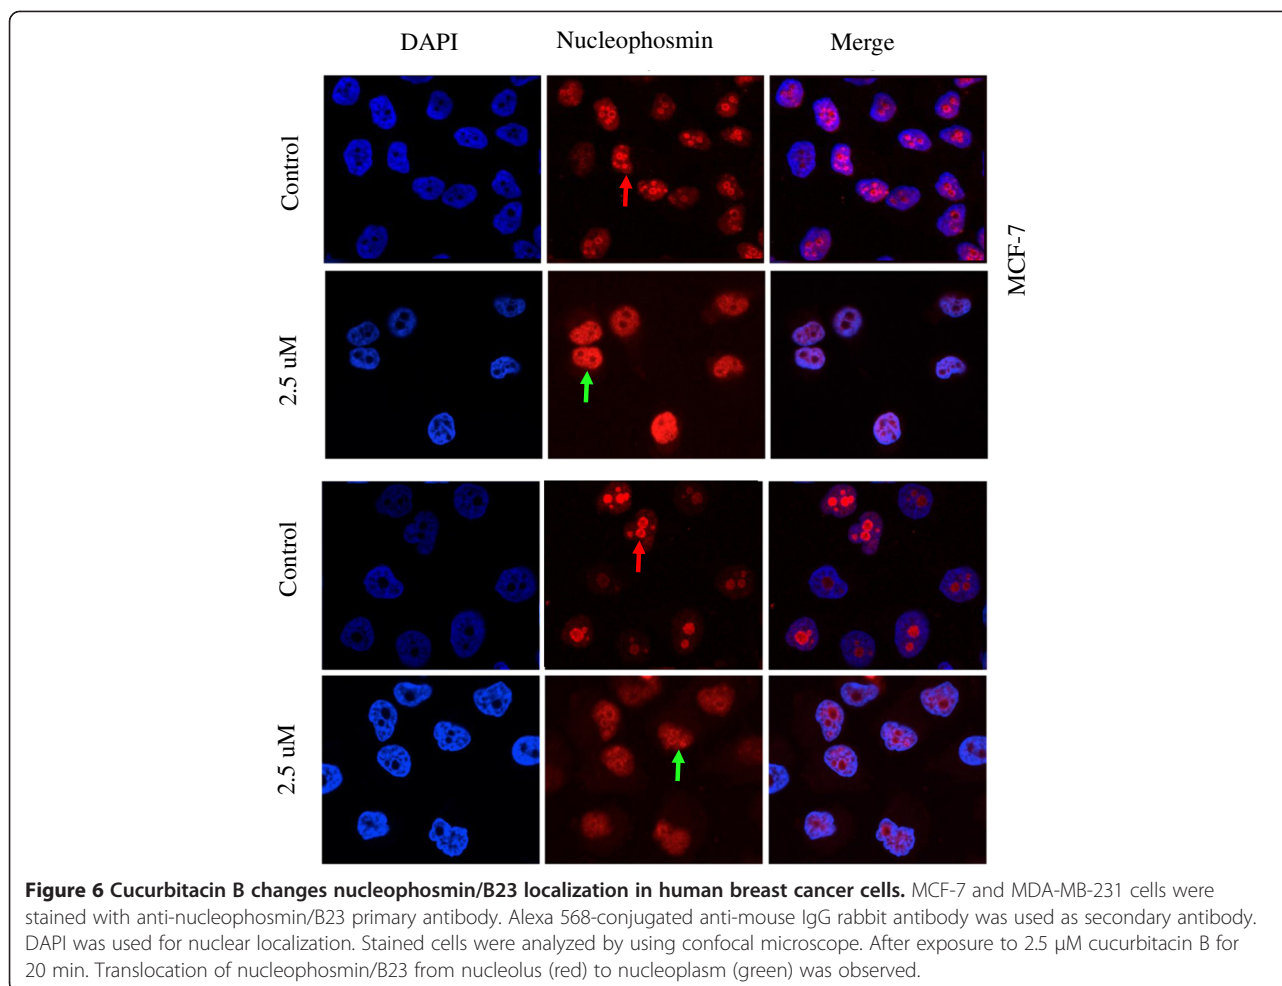 DAPI Nucleophosmin Merge
Control
MCF-7
2.5 uM
Control
2.5 uM
Figure 6 Cucurbitacin B changes nucleophosmin/B23 localization in human breast cancer cells. MCF-7 and MDA-MB-231 cells were
stained with anti-nucleophosmin/B23 primary antibody. Alexa 568-conjugated anti-mouse IgG rabbit antibody was used as secondary antibody.
DAPI was used for nuclear localization. Stained cells were analyzed by using confocal microscope. After exposure to 2.5 μM cucurbitacin B for
20 min. Translocation of nucleophosmin/B23 from nucleolus (red) to nucleoplasm (green) was observed.